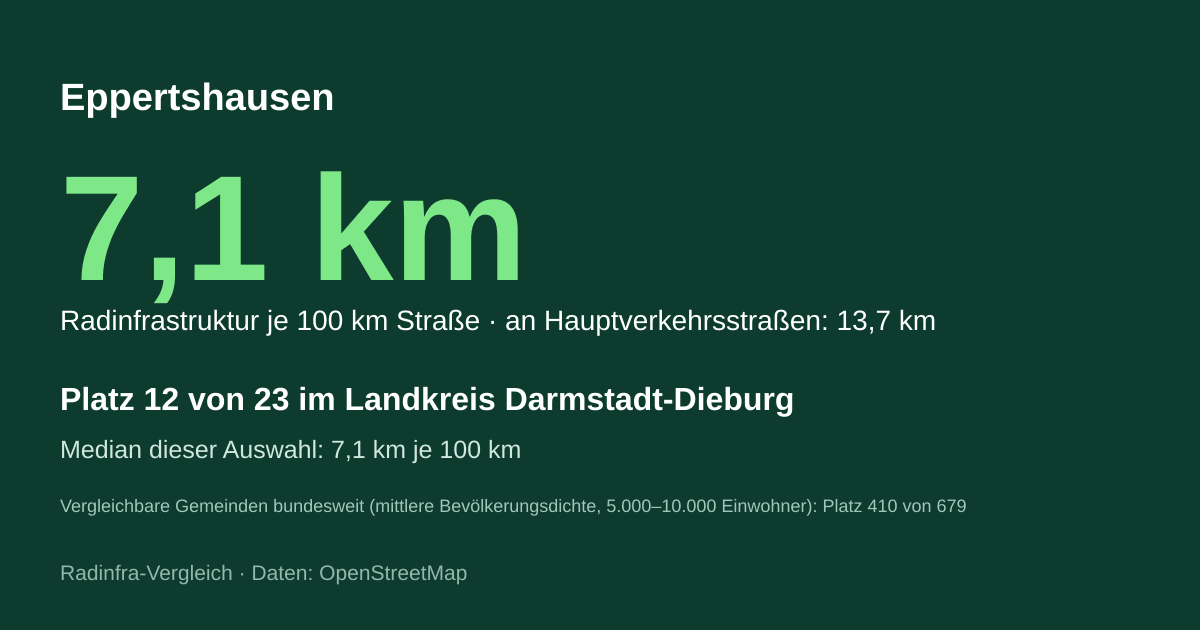 Eppertshausen
7,1 km
Radinfrastruktur je 100 km Straße · an Hauptverkehrsstraßen: 13,7 km
Platz 12 von 23 im Landkreis Darmstadt-Dieburg
Median dieser Auswahl: 7,1 km je 100 km
Vergleichbare Gemeinden bundesweit (mittlere Bevölkerungsdichte, 5.000–10.000 Einwohner): Platz 410 von 679
Radinfra-Vergleich · Daten: OpenStreetMap